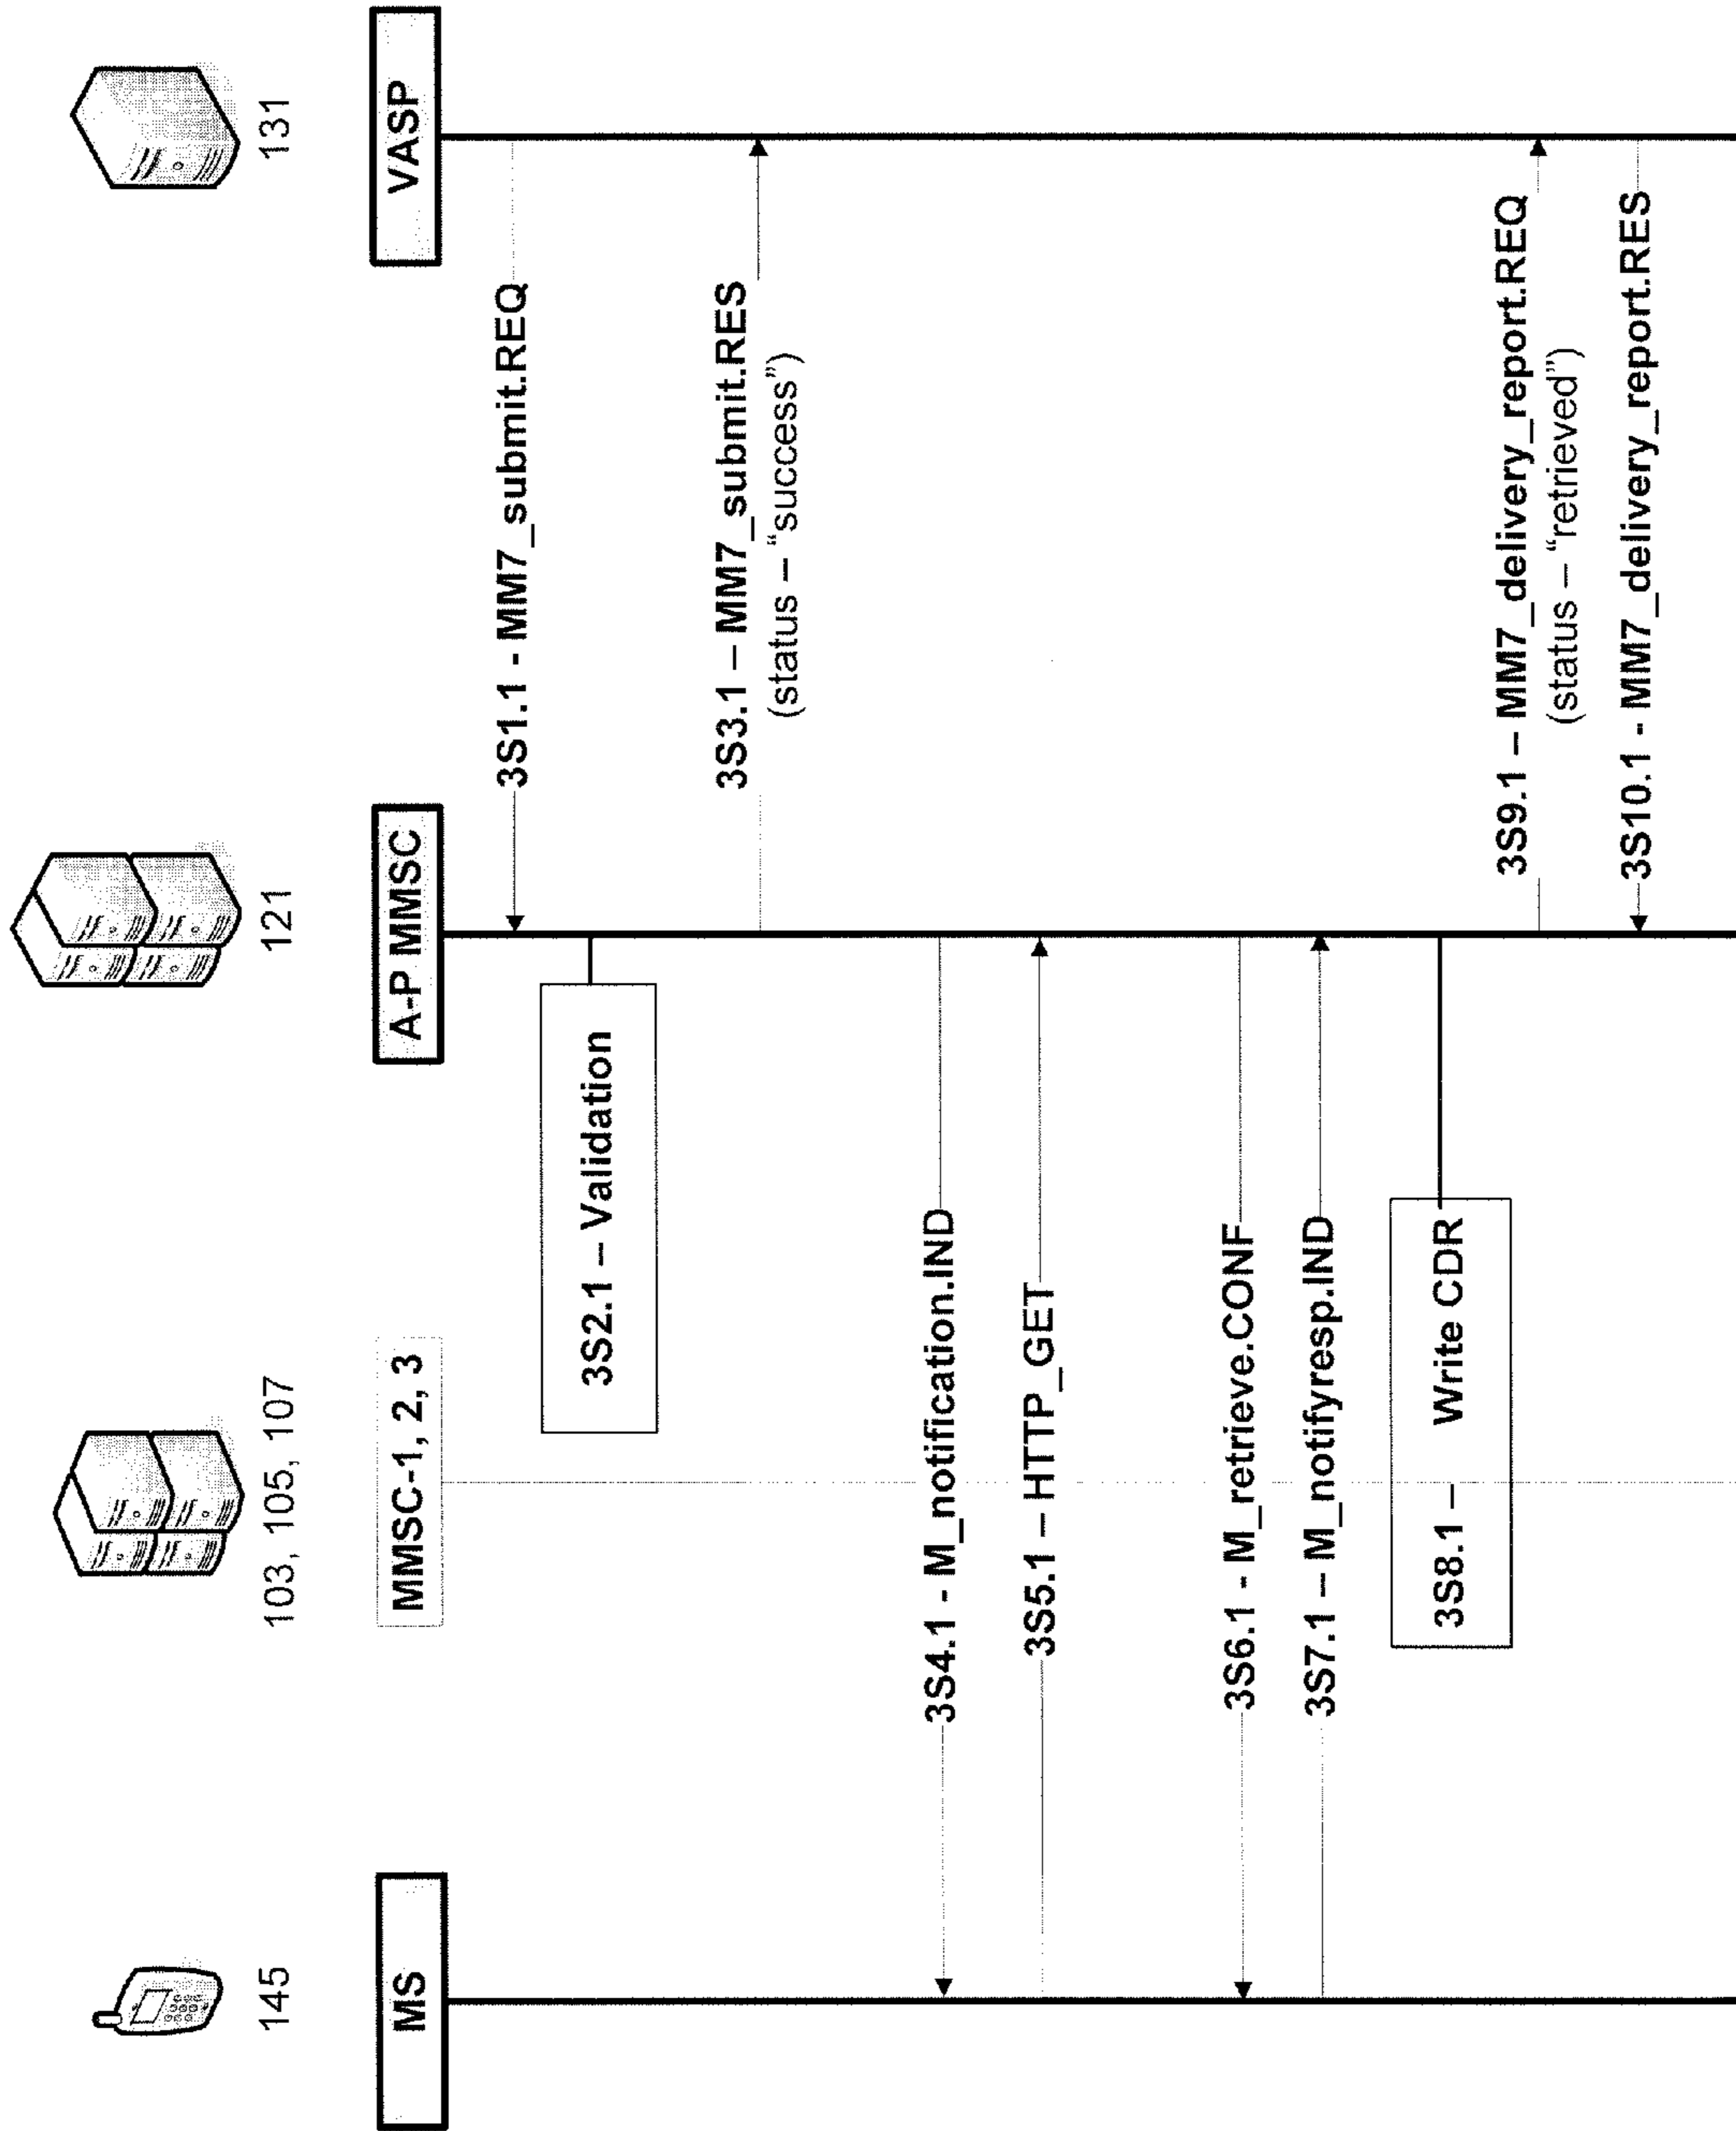 145
103, 105, 107
121
131
MS
MMSC-1, 2, 3
A-P MMSC
VASP
3S1.1 - MM7_submit.REQ
3S2.1 – Validation
3S3.1 – MM7_submit.RES
(status – “success”)
3S4.1 - M_notification.IND
3S5.1 – HTTP_GET
3S6.1 - M_retrieve.CONF
3S7.1 – M_notifyresp.IND
3S8.1 – Write CDR
3S9.1 – MM7_delivery_report.REQ
(status – “retrieved”)
3S10.1 - MM7_delivery_report.RES